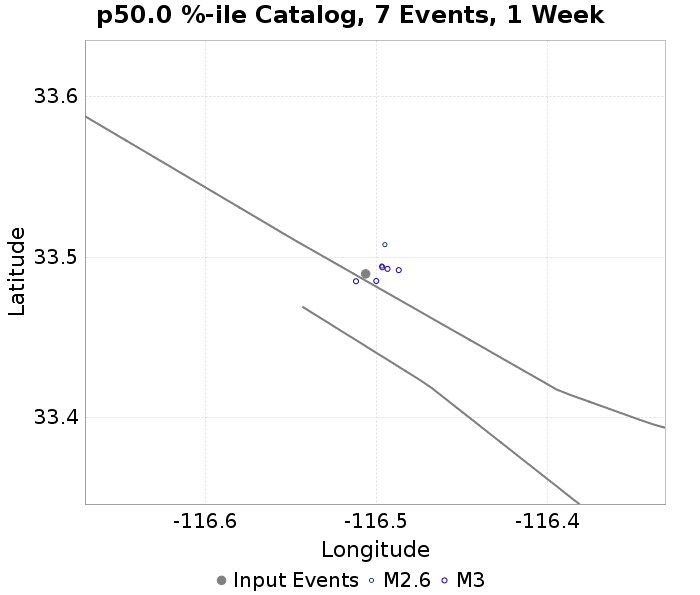 p50.0 %-ile Catalog, 7 Events, 1 Week
33.6
33.5
33.4
Latitude
-116.6 -116.5 -116.4
Longitude
Input Events M2.6 M3